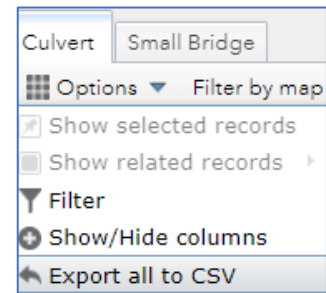 Culvert Small Bridge
Options Filter by map
Show selected records
Show related records
Filter
Show/Hide columns
Export all to CSV